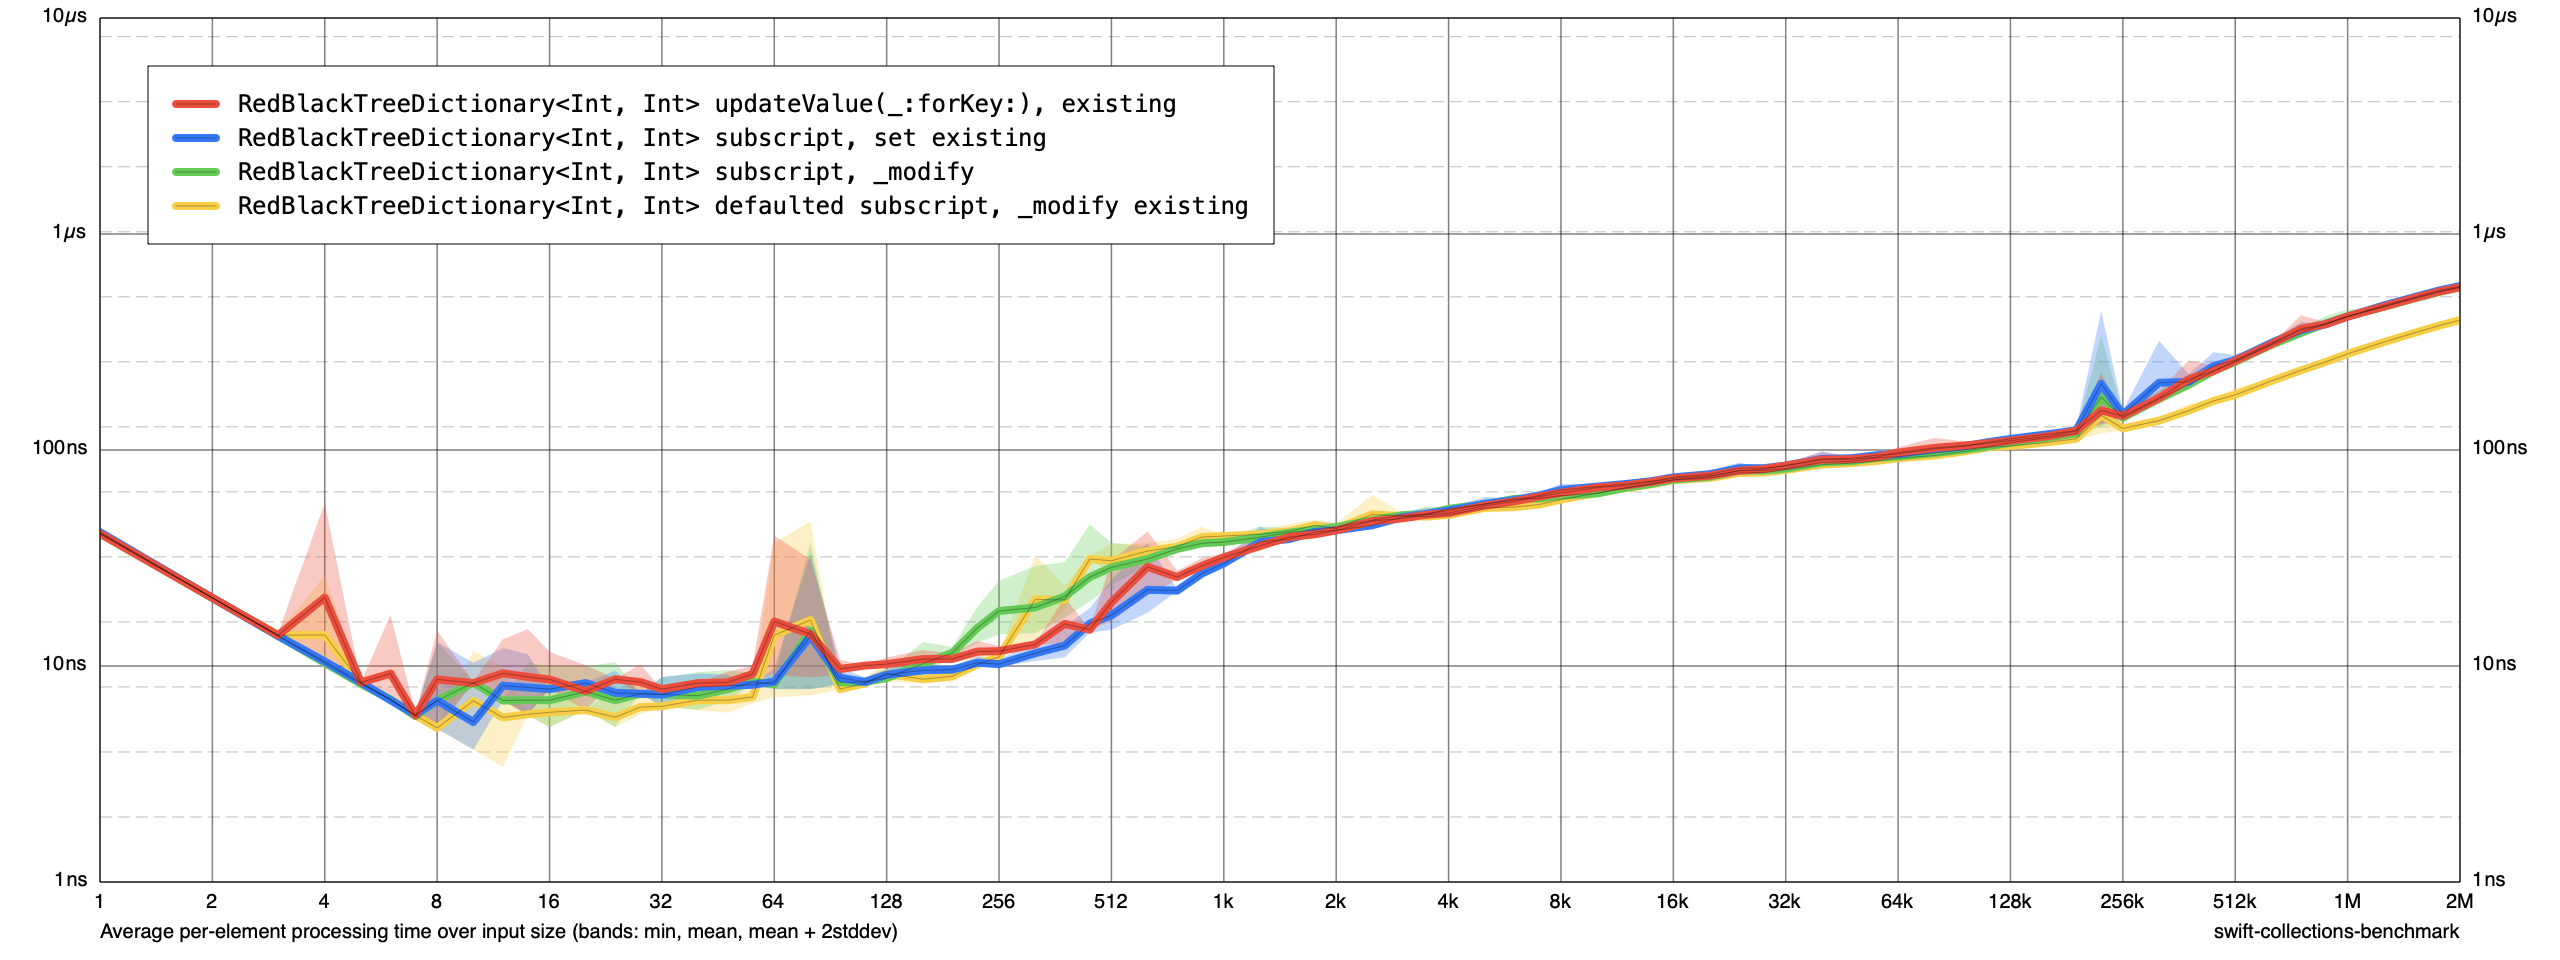 10µs 10µs
RedBlackTreeDictionary<Int, Int> updateValue(_:forKey:), existing
RedBlackTreeDictionary<Int, Int> subscript, set existing
RedBlackTreeDictionary<Int, Int> subscript, _modify
RedBlackTreeDictionary<Int, Int> defaulted subscript, _modify existing
1µs 1µs
100ns 100ns
10ns 10ns
1ns 1ns
1 2 4 8 16 32 64 128 256 512 1k 2k 4k 8k 16k 32k 64k 128k 256k 512k 1M 2M
Average per-element processing time over input size (bands: min, mean, mean + 2stddev) swift-collections-benchmark